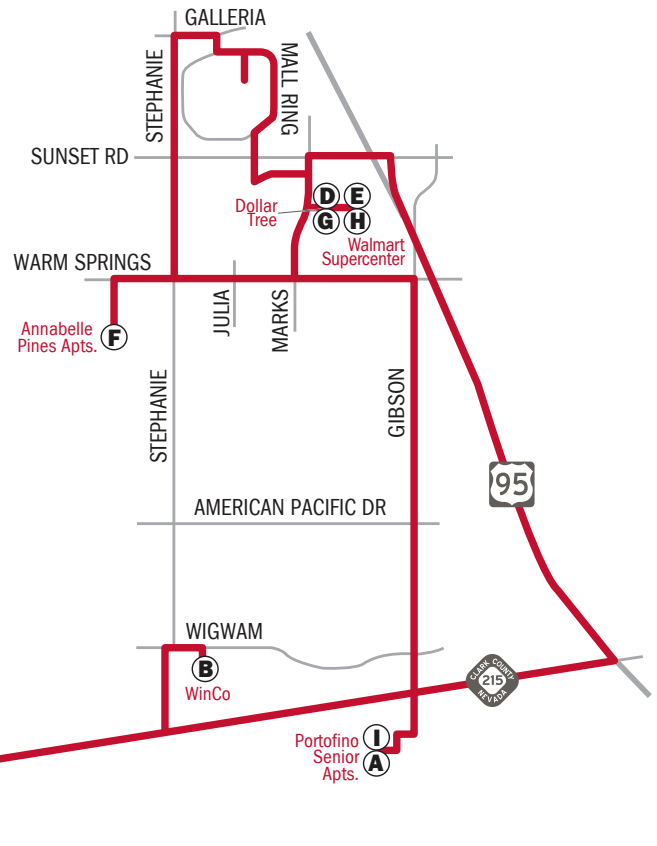 GALLERIA
STEPHANIE
MALL RING
SUNSET RD
D
E
Dollar
Tree
G
H
Walmart
Supercenter
WARM SPRINGS
JULIA
MARKS
Annabelle
Pines Apts.
F
STEPHANIE
GIBSON
95
AMERICAN PACIFIC DR
WIGWAM
B
WinCo
CLARK COUNTY
215
NEVADA
Portofino
Senior
Apts.
I
A